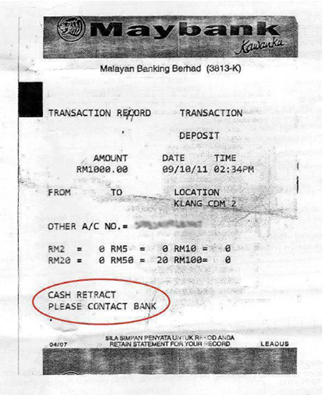 Maybank
Kawanku
Malayan Banking Berhad (3813-K)
TRANSACTION RECORD TRANSACTION
DEPOSIT
AMOUNT DATE TIME
RM1000.00 09/10/11 02:34PM
FROM TO LOCATION
KLANG CDM 2
OTHER A/C NO.=
RM2 = 0 RM5 = 0 RM10 = 0
RM20 = 0 RM50 = 20 RM100= 0
CASH RETRACT
PLEASE CONTACT BANK
SILA SIMPAN PENYATA UNTUK REKOD ANDA
04/07 RETAIN STATEMENT FOR YOUR RECORD LEADUS